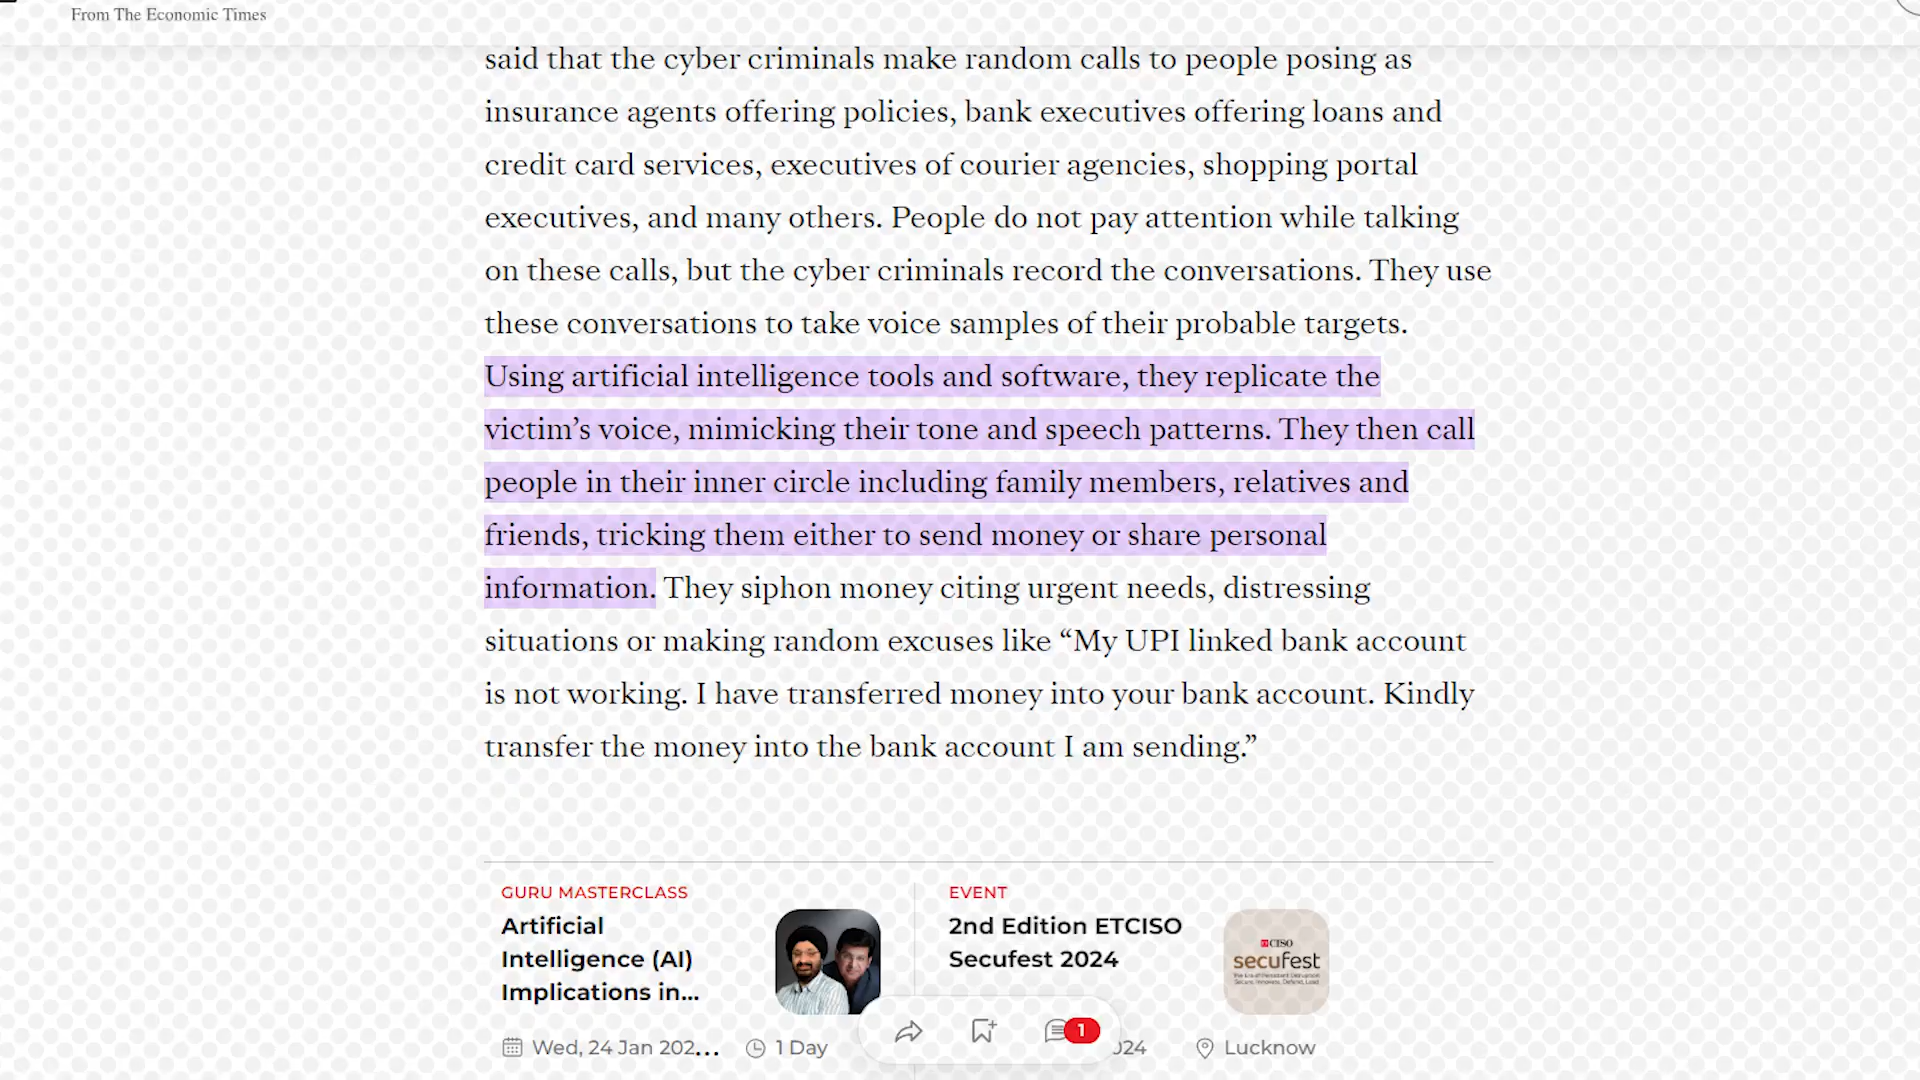 From The Economic Times
said that the cyber criminals make random calls to people posing as
insurance agents offering policies, bank executives offering loans and
credit card services, executives of courier agencies, shopping portal
executives, and many others. People do not pay attention while talking
on these calls, but the cyber criminals record the conversations. They use
these conversations to take voice samples of their probable targets.
Using artificial intelligence tools and software, they replicate the
victim’s voice, mimicking their tone and speech patterns. They then call
people in their inner circle including family members, relatives and
friends, tricking them either to send money or share personal
information. They siphon money citing urgent needs, distressing
situations or making random excuses like “My UPI linked bank account
is not working. I have transferred money into your bank account. Kindly
transfer the money into the bank account I am sending.”
GURU MASTERCLASS
Artificial
Intelligence (AI)
Implications in...
Wed, 24 Jan 202... 1 Day
EVENT
2nd Edition ETCISO
Secufest 2024
CISO
secufest
1
024 Lucknow